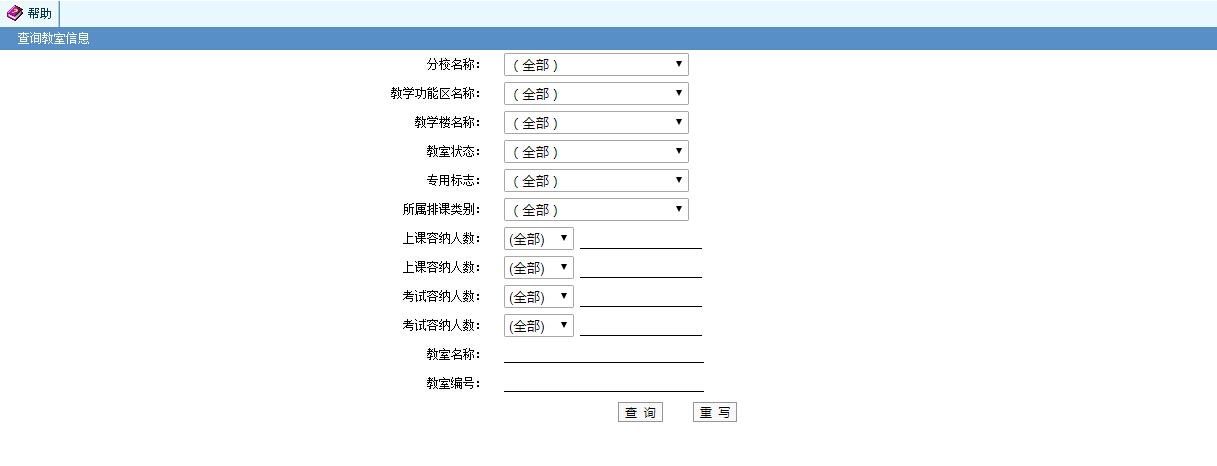 帮助
查询教室信息
分校名称： （全部）
教学功能区名称： （全部）
教学楼名称： （全部）
教室状态： （全部）
专用标志： （全部）
所属排课类别： （全部）
上课容纳人数： (全部)
上课容纳人数： (全部)
考试容纳人数： (全部)
考试容纳人数： (全部)
教室名称：
教室编号：
查 询 重 写